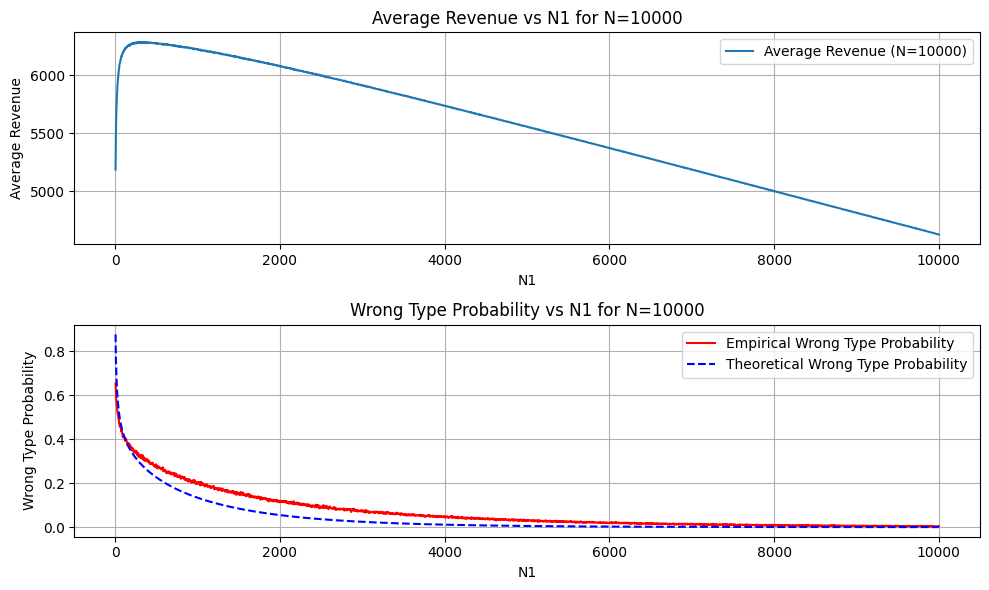 Average Revenue vs N1 for N=10000
Average Revenue (N=10000)
6000
5500
5000
Average Revenue
0
2000
4000
6000
8000
10000
N1
Wrong Type Probability vs N1 for N=10000
Empirical Wrong Type Probability
Theoretical Wrong Type Probability
0.8
0.6
0.4
0.2
0.0
Wrong Type Probability
0
2000
4000
6000
8000
10000
N1